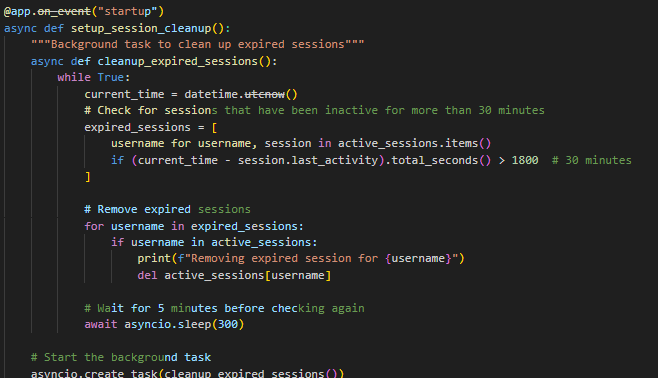 @app.on_event("startup")
async def setup_session_cleanup():
    """Background task to clean up expired sessions"""
    async def cleanup_expired_sessions():
        while True:
            current_time = datetime.utcnow()
            # Check for sessions that have been inactive for more than 30 minutes
            expired_sessions = [
                username for username, session in active_sessions.items()
                if (current_time - session.last_activity).total_seconds() > 1800  # 30 minutes
            ]
            # Remove expired sessions
            for username in expired_sessions:
                if username in active_sessions:
                    print(f"Removing expired session for {username}")
                    del active_sessions[username]
            # Wait for 5 minutes before checking again
            await asyncio.sleep(300)
    # Start the background task
    asyncio.create_task(cleanup_expired_sessions())